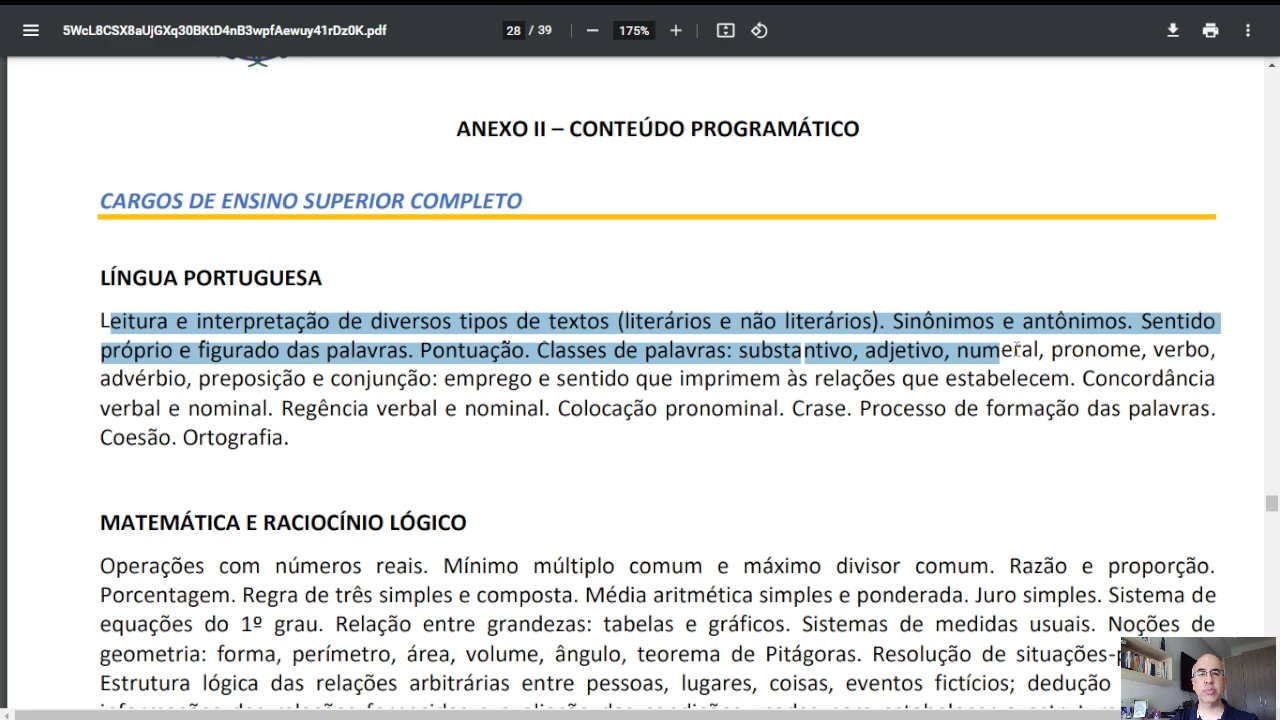 5WcL8CSX8aUjGXq30BKtD4nB3wpfAewuy41rDz0K.pdf
28 / 39
175%
ANEXO II – CONTEÚDO PROGRAMÁTICO
CARGOS DE ENSINO SUPERIOR COMPLETO
LÍNGUA PORTUGUESA
Leitura e interpretação de diversos tipos de textos (literários e não literários). Sinônimos e antônimos. Sentido
próprio e figurado das palavras. Pontuação. Classes de palavras: substantivo, adjetivo, numeral, pronome, verbo,
advérbio, preposição e conjunção: emprego e sentido que imprimem às relações que estabelecem. Concordância
verbal e nominal. Regência verbal e nominal. Colocação pronominal. Crase. Processo de formação das palavras.
Coesão. Ortografia.
MATEMÁTICA E RACIOCÍNIO LÓGICO
Operações com números reais. Mínimo múltiplo comum e máximo divisor comum. Razão e proporção.
Porcentagem. Regra de três simples e composta. Média aritmética simples e ponderada. Juro simples. Sistema de
equações do 1º grau. Relação entre grandezas: tabelas e gráficos. Sistemas de medidas usuais. Noções de
geometria: forma, perímetro, área, volume, ângulo, teorema de Pitágoras. Resolução de
Estrutura lógica das relações arbitrárias entre pessoas, lugares, coisas, eventos fictícios; dedução